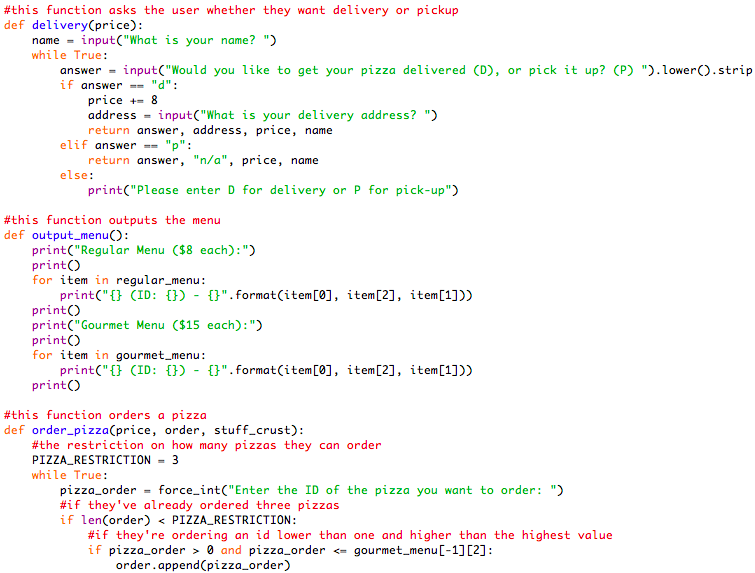 #this function asks the user whether they want delivery or pickup
def delivery(price):
    name = input("What is your name? ")
    while True:
        answer = input("Would you like to get your pizza delivered (D), or pick it up? (P) ").lower().strip
        if answer == "d":
            price += 8
            address = input("What is your delivery address? ")
            return answer, address, price, name
        elif answer == "p":
            return answer, "n/a", price, name
        else:
            print("Please enter D for delivery or P for pick-up")

#this function outputs the menu
def output_menu():
    print("Regular Menu ($8 each):")
    print()
    for item in regular_menu:
        print("{} (ID: {}) - {}".format(item[0], item[2], item[1]))
    print()
    print("Gourmet Menu ($15 each):")
    print()
    for item in gourmet_menu:
        print("{} (ID: {}) - {}".format(item[0], item[2], item[1]))
    print()

#this function orders a pizza
def order_pizza(price, order, stuff_crust):
    #the restriction on how many pizzas they can order
    PIZZA_RESTRICTION = 3
    while True:
        pizza_order = force_int("Enter the ID of the pizza you want to order: ")
        #if they've already ordered three pizzas
        if len(order) < PIZZA_RESTRICTION:
            #if they're ordering an id lower than one and higher than the highest value
            if pizza_order > 0 and pizza_order <= gourmet_menu[-1][2]:
                order.append(pizza_order)